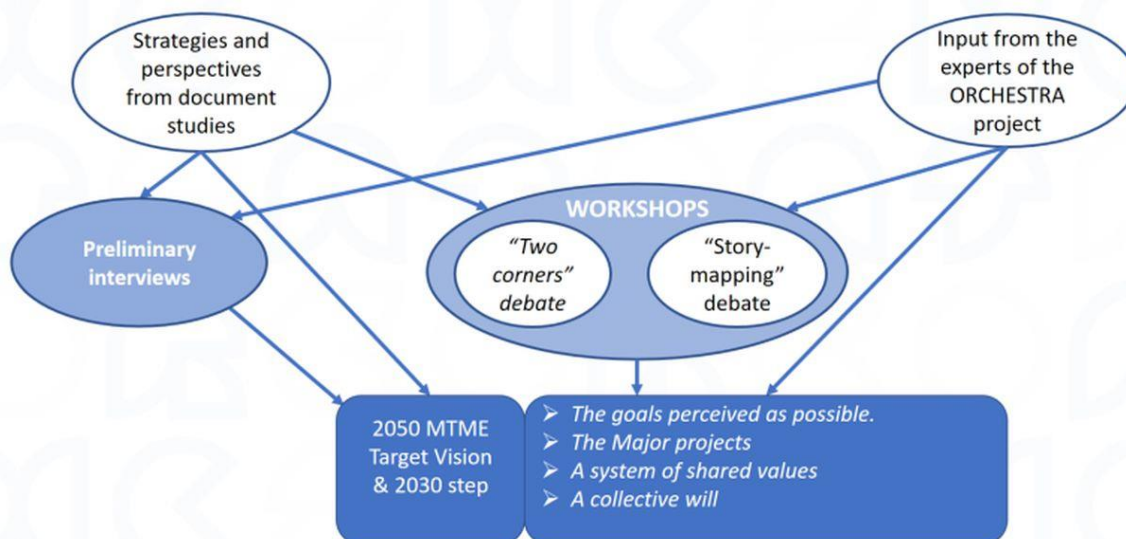 Strategies and
perspectives
from document
studies
Input from the
experts of the
ORCHESTRA
project
Preliminary
interviews
WORKSHOPS
“Two
corners”
debate
“Story-
mapping”
debate
2050 MTME
Target Vision
& 2030 step
➢ The goals perceived as possible.
➢ The Major projects
➢ A system of shared values
➢ A collective will